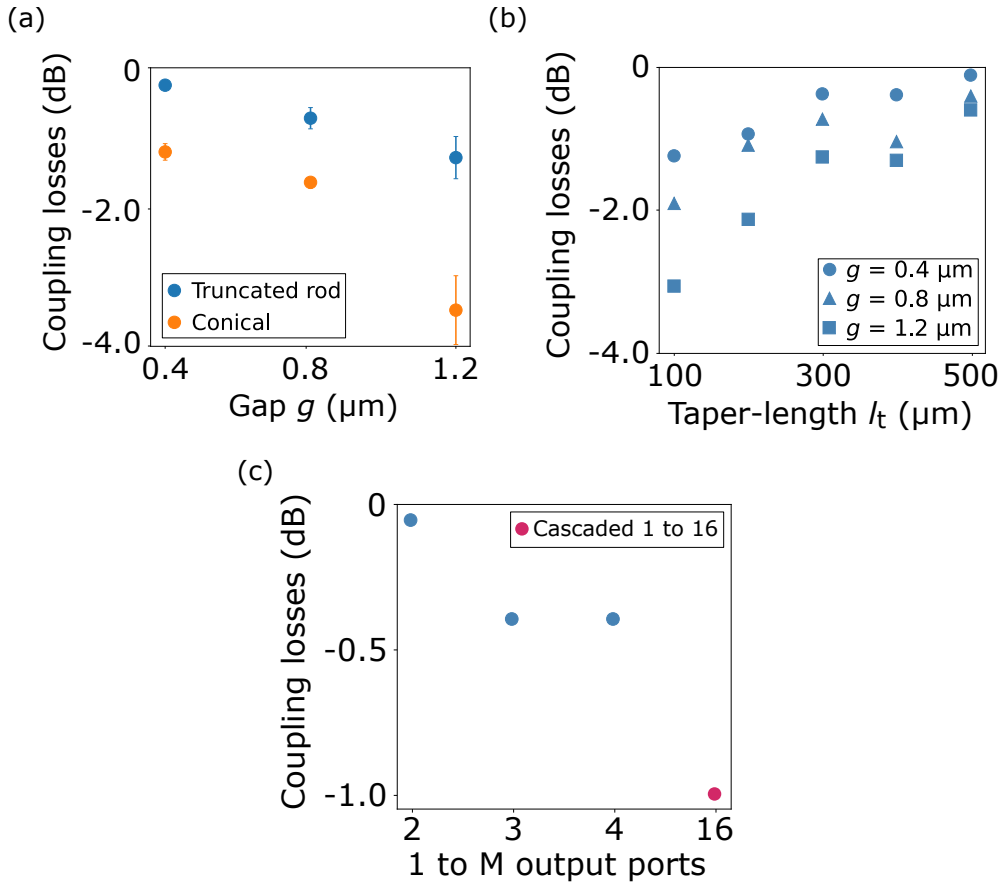 (a)
0
-2.0
-4.0
Coupling losses (dB)
Truncated rod
Conical
0.4
0.8
1.2
Gap g (μm)
(b)
0
-2.0
-4.0
Coupling losses (dB)
g = 0.4 μm
g = 0.8 μm
g = 1.2 μm
100
300
500
Taper-length lt (μm)
(c)
0
-0.5
-1.0
Coupling losses (dB)
Cascaded 1 to 16
2
3
4
16
1 to M output ports